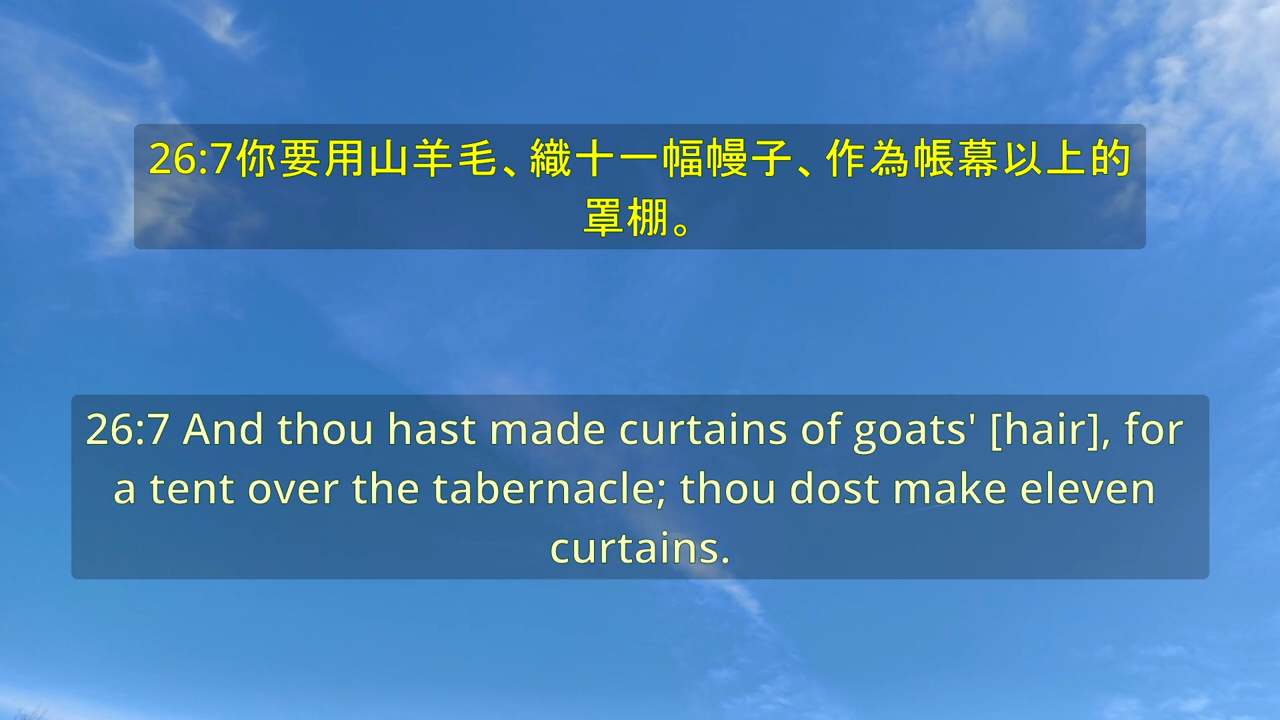 26:7你要用山羊毛、織十一幅幔子、作為帳幕以上的
罩棚。
26:7 And thou hast made curtains of goats' [hair], for
a tent over the tabernacle; thou dost make eleven
curtains.